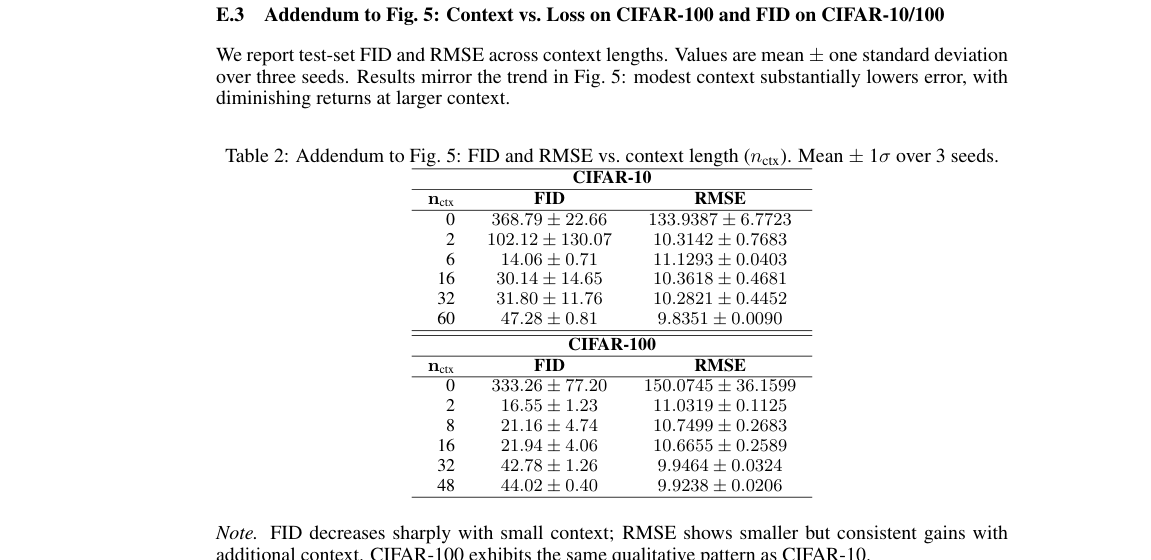 E.3 Addendum to Fig. 5: Context vs. Loss on CIFAR-100 and FID on CIFAR-10/100
We report test-set FID and RMSE across context lengths. Values are mean ± one standard deviation
over three seeds. Results mirror the trend in Fig. 5: modest context substantially lowers error, with
diminishing returns at larger context.
Table 2: Addendum to Fig. 5: FID and RMSE vs. context length (n_ctx). Mean ± 1σ over 3 seeds.
CIFAR-10
n_ctx FID RMSE
0 368.79 ± 22.66 133.9387 ± 6.7723
2 102.12 ± 130.07 10.3142 ± 0.7683
6 14.06 ± 0.71 11.1293 ± 0.0403
16 30.14 ± 14.65 10.3618 ± 0.4681
32 31.80 ± 11.76 10.2821 ± 0.4452
60 47.28 ± 0.81 9.8351 ± 0.0090
CIFAR-100
n_ctx FID RMSE
0 333.26 ± 77.20 150.0745 ± 36.1599
2 16.55 ± 1.23 11.0319 ± 0.1125
8 21.16 ± 4.74 10.7499 ± 0.2683
16 21.94 ± 4.06 10.6655 ± 0.2589
32 42.78 ± 1.26 9.9464 ± 0.0324
48 44.02 ± 0.40 9.9238 ± 0.0206
Note. FID decreases sharply with small context; RMSE shows smaller but consistent gains with
additional context. CIFAR-100 exhibits the same qualitative pattern as CIFAR-10.